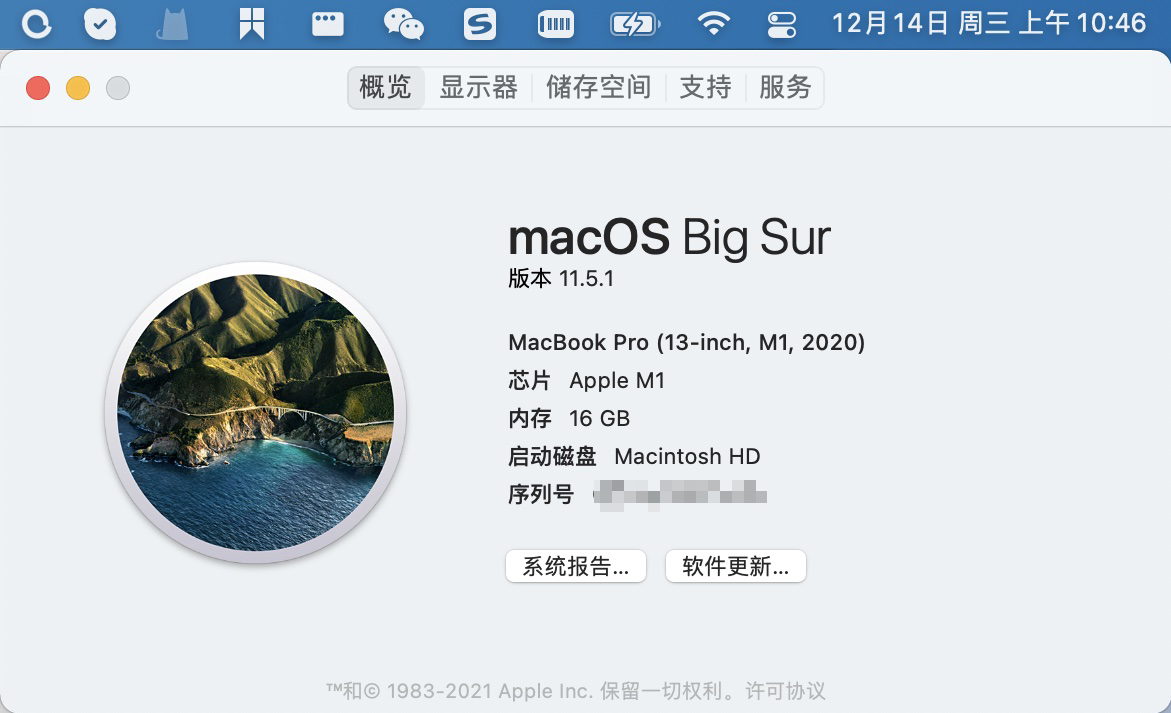 12月14日 周三 上午 10:46
概览 显示器 储存空间 支持 服务
macOS Big Sur
版本 11.5.1
MacBook Pro (13-inch, M1, 2020)
芯片 Apple M1
内存 16 GB
启动磁盘 Macintosh HD
序列号
系统报告... 软件更新...
™和© 1983-2021 Apple Inc. 保留一切权利。许可协议